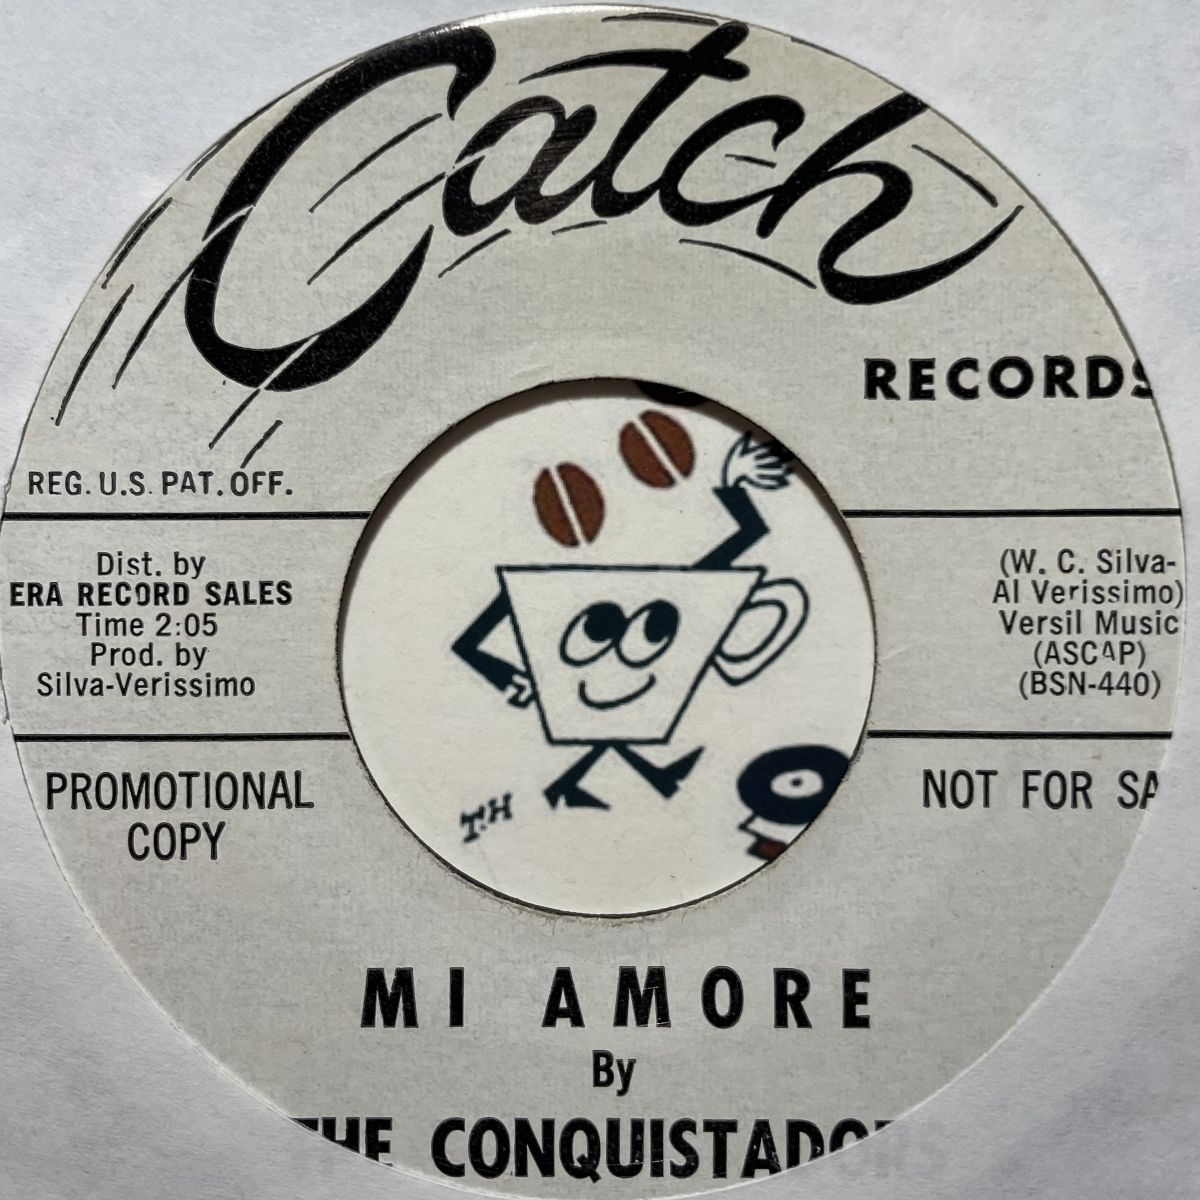 Catch
RECORDS
REG. U.S. PAT. OFF.
Dist. by
ERA RECORD SALES
Time 2:05
Prod. by
Silva-Verissimo
(W. C. Silva-
Al Verissimo)
Versil Music
(ASCAP)
(BSN-440)
PROMOTIONAL
COPY
NOT FOR SA
T.H
MI AMORE
By
THE CONQUISTADORS